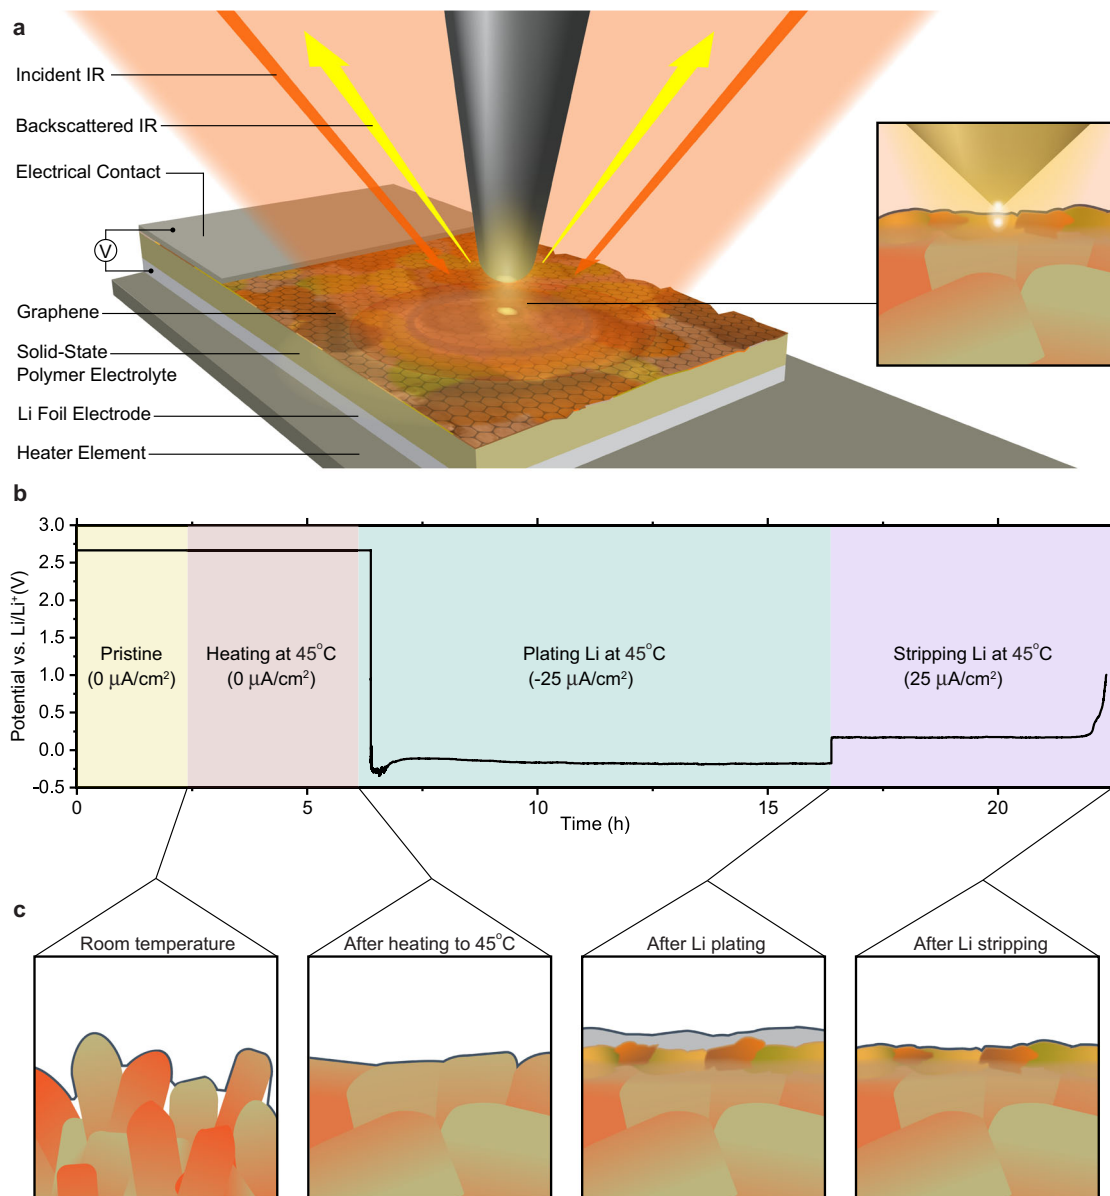 a
Incident IR
Backscattered IR
Electrical Contact
V
Graphene
Solid-State
Polymer Electrolyte
Li Foil Electrode
Heater Element
b
Potential vs. Li/Li⁺(V)
3.0
2.5
2.0
1.5
1.0
0.5
0.0
-0.5
Pristine
(0 μA/cm²)
Heating at 45°C
(0 μA/cm²)
Plating Li at 45°C
(-25 μA/cm²)
Stripping Li at 45°C
(25 μA/cm²)
0 5 10 15 20
Time (h)
c
Room temperature
After heating to 45°C
After Li plating
After Li stripping